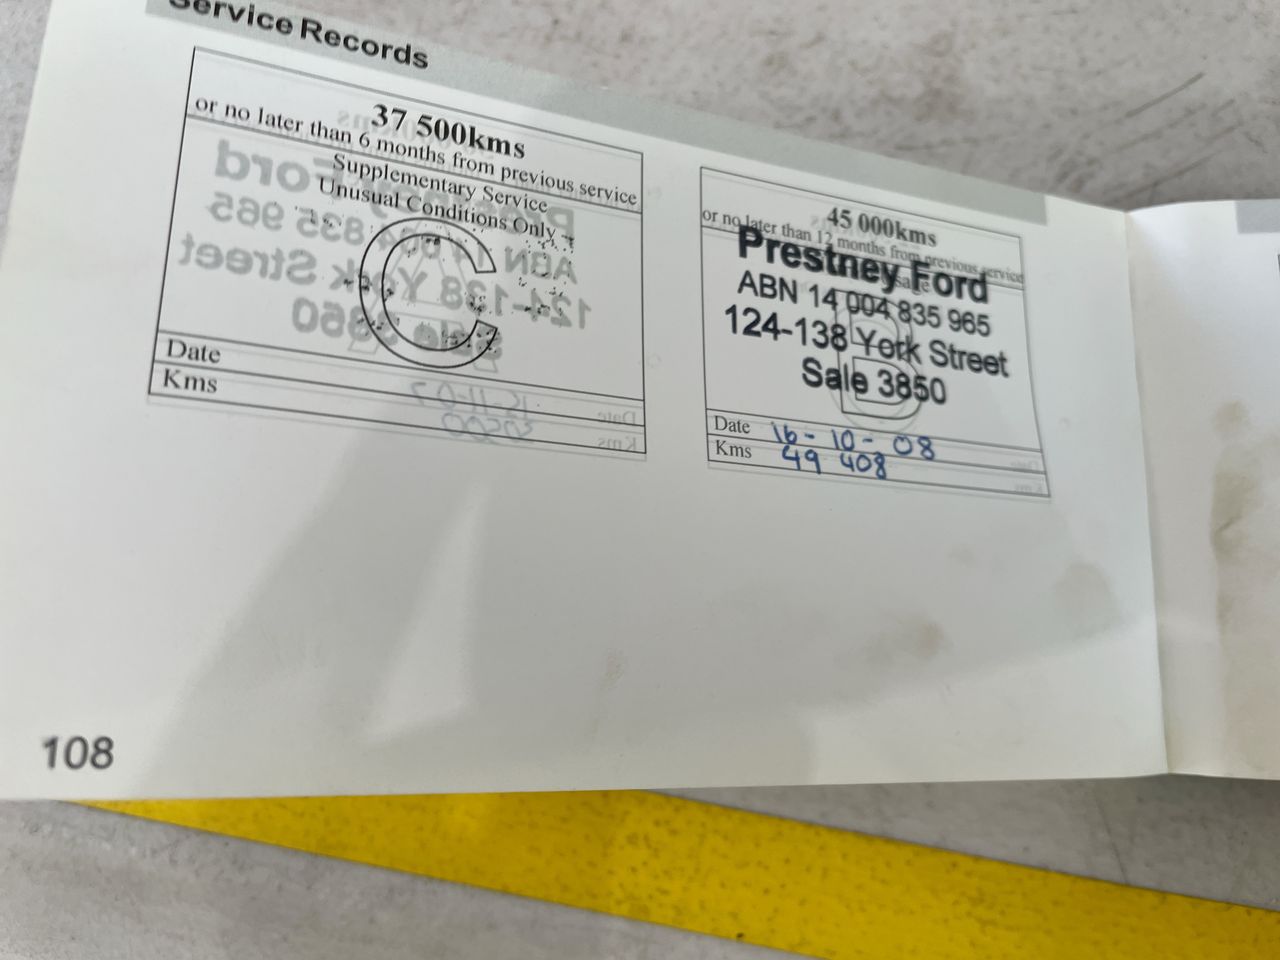 Service Records
37 500kms
or no later than 6 months from previous service
Supplementary Service
Unusual Conditions Only
C
Date
Kms
45 000kms
or no later than 12 months from previous service
Prestney Ford
ABN 14 004 835 965
124-138 York Street
Sale 3850
B
Date 16-10-08
Kms 49 408
108